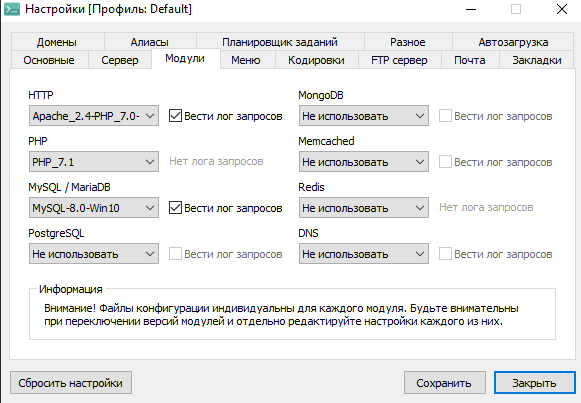 Настройки [Профиль: Default]
Домены Алиасы Планировщик заданий Разное Автозагрузка
Основные Сервер Модули Меню Кодировки FTP сервер Почта Закладки
HTTP
Apache_2.4-PHP_7.0- Вести лог запросов
PHP
PHP_7.1 Нет лога запросов
MySQL / MariaDB
MySQL-8.0-Win10 Вести лог запросов
PostgreSQL
Не использовать Вести лог запросов
MongoDB
Не использовать Вести лог запросов
Memcached
Не использовать Вести лог запросов
Redis
Не использовать Нет лога запросов
DNS
Не использовать Вести лог запросов
Информация
Внимание! Файлы конфигурации индивидуальны для каждого модуля. Будьте внимательны
при переключении версий модулей и отдельно редактируйте настройки каждого из них.
Сбросить настройки Сохранить Закрыть